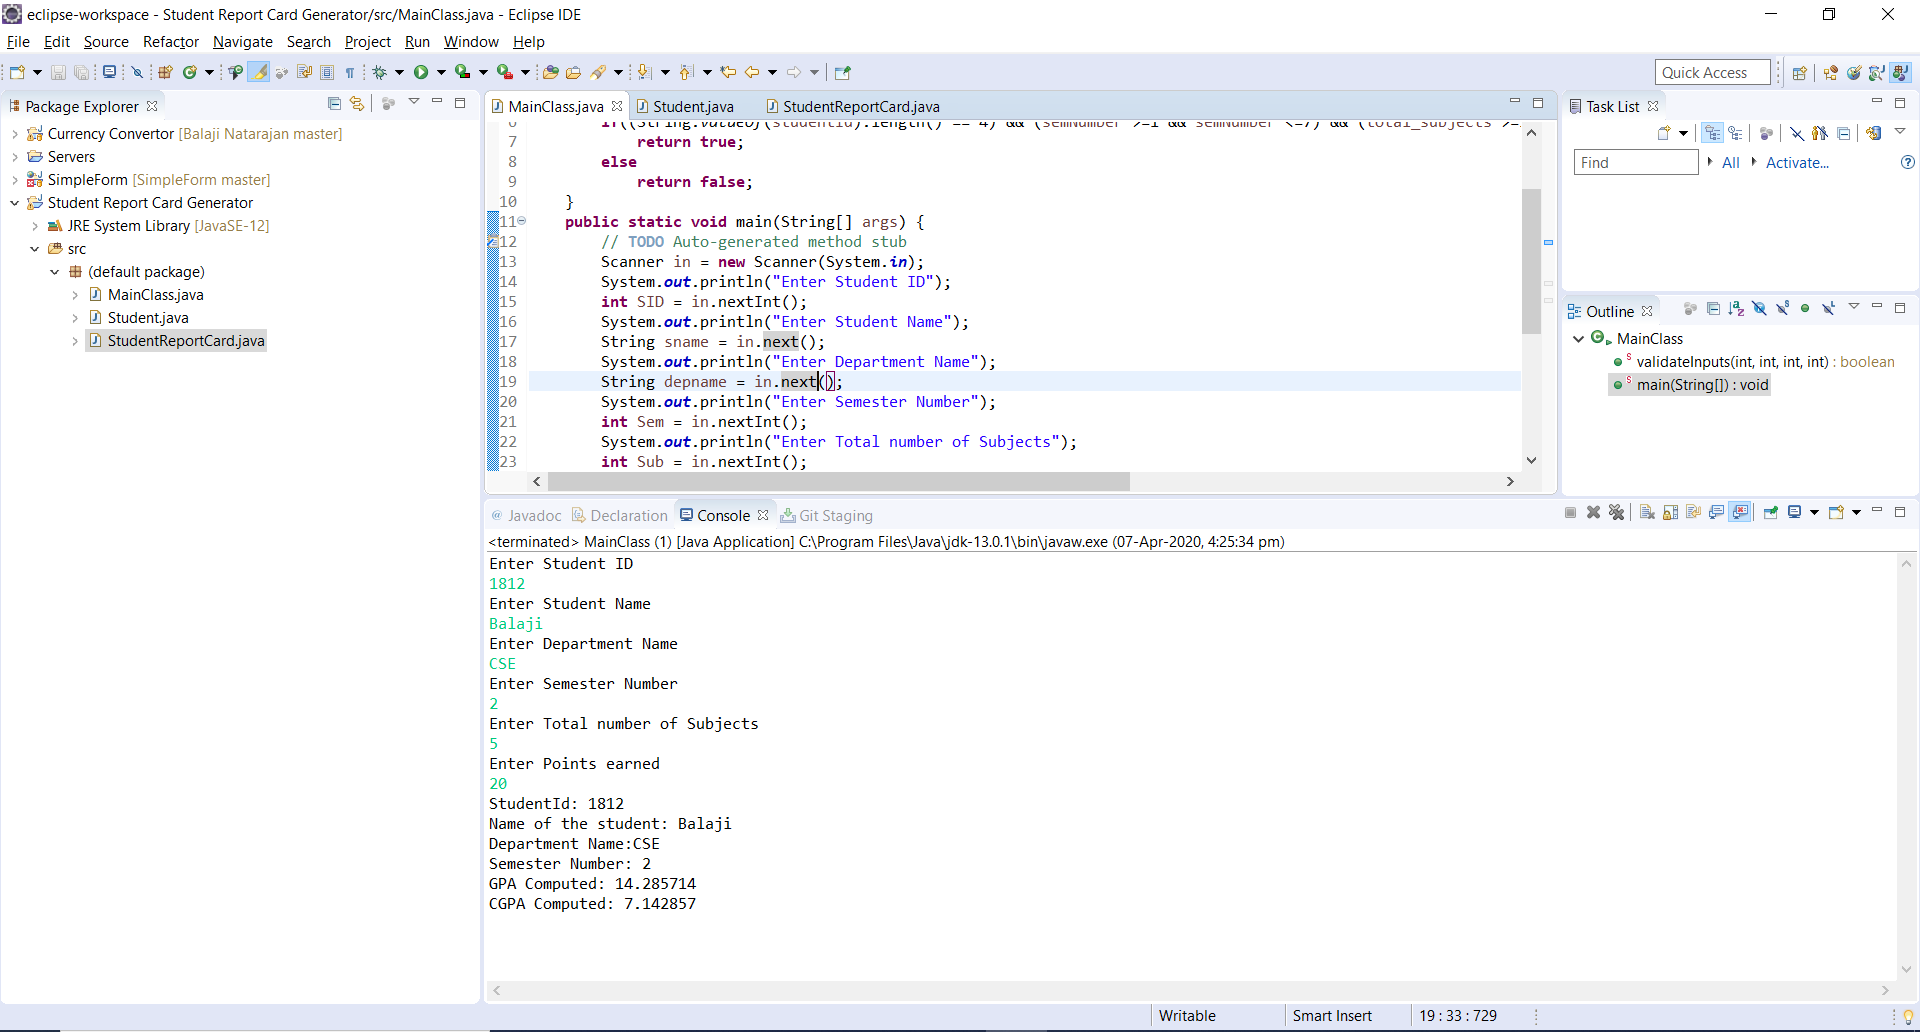 eclipse-workspace - Student Report Card Generator/src/MainClass.java - Eclipse IDE
File Edit Source Refactor Navigate Search Project Run Window Help
Quick Access
Package Explorer
Currency Convertor [Balaji Natarajan master]
Servers
SimpleForm [SimpleForm master]
Student Report Card Generator
JRE System Library [JavaSE-12]
src
(default package)
MainClass.java
Student.java
StudentReportCard.java
MainClass.java Student.java StudentReportCard.java
6 if((String.valueOf(studentId).length() == 4) && (semNumber >=1 && semNumber <=7) && (total_subjects >=
7 return true;
8 else
9 return false;
10 }
11 public static void main(String[] args) {
12 // TODO Auto-generated method stub
13 Scanner in = new Scanner(System.in);
14 System.out.println("Enter Student ID");
15 int SID = in.nextInt();
16 System.out.println("Enter Student Name");
17 String sname = in.next();
18 System.out.println("Enter Department Name");
19 String depname = in.next();
20 System.out.println("Enter Semester Number");
21 int Sem = in.nextInt();
22 System.out.println("Enter Total number of Subjects");
23 int Sub = in.nextInt();
Task List
Find All Activate...
Outline
MainClass
validateInputs(int, int, int, int) : boolean
main(String[]) : void
@ Javadoc Declaration Console Git Staging
<terminated> MainClass (1) [Java Application] C:\Program Files\Java\jdk-13.0.1\bin\javaw.exe (07-Apr-2020, 4:25:34 pm)
Enter Student ID
1812
Enter Student Name
Balaji
Enter Department Name
CSE
Enter Semester Number
2
Enter Total number of Subjects
5
Enter Points earned
20
StudentId: 1812
Name of the student: Balaji
Department Name:CSE
Semester Number: 2
GPA Computed: 14.285714
CGPA Computed: 7.142857
Writable Smart Insert 19 : 33 : 729